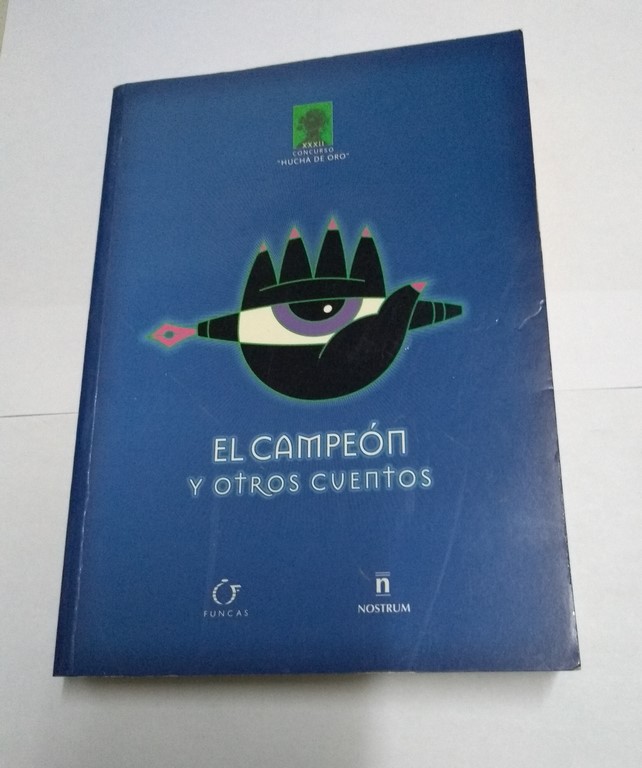 XXXII
CONCURSO
"HUCHA DE ORO"
EL CAMPEÓN
Y OTROS CUENTOS
FUNCAS
ñ
NOSTRUM